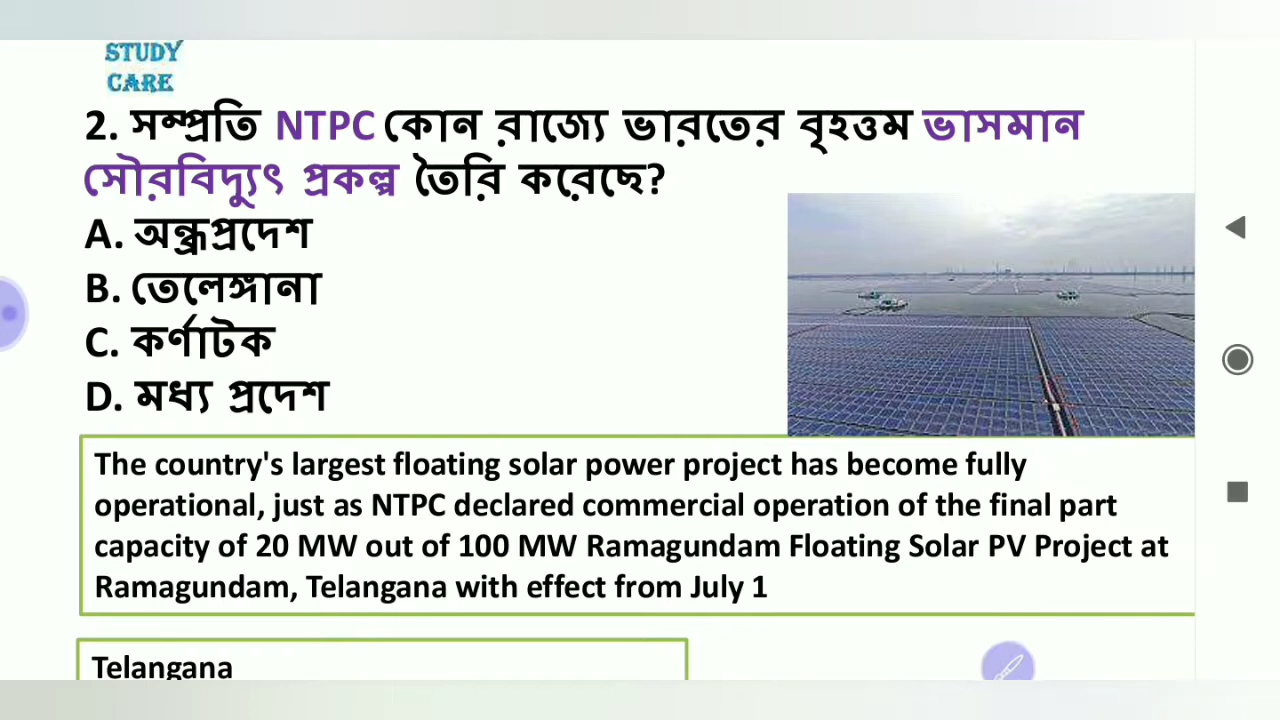 STUDY
CARE
2. সম্প্রতি NTPC কোন রাজ্যে ভারতের বৃহত্তম ভাসমান
সৌরবিদ্যুৎ প্রকল্প তৈরি করেছে?
A. অন্ধ্রপ্রদেশ
B. তেলেঙ্গানা
C. কর্ণাটক
D. মধ্য প্রদেশ
The country's largest floating solar power project has become fully
operational, just as NTPC declared commercial operation of the final part
capacity of 20 MW out of 100 MW Ramagundam Floating Solar PV Project at
Ramagundam, Telangana with effect from July 1
Telangana